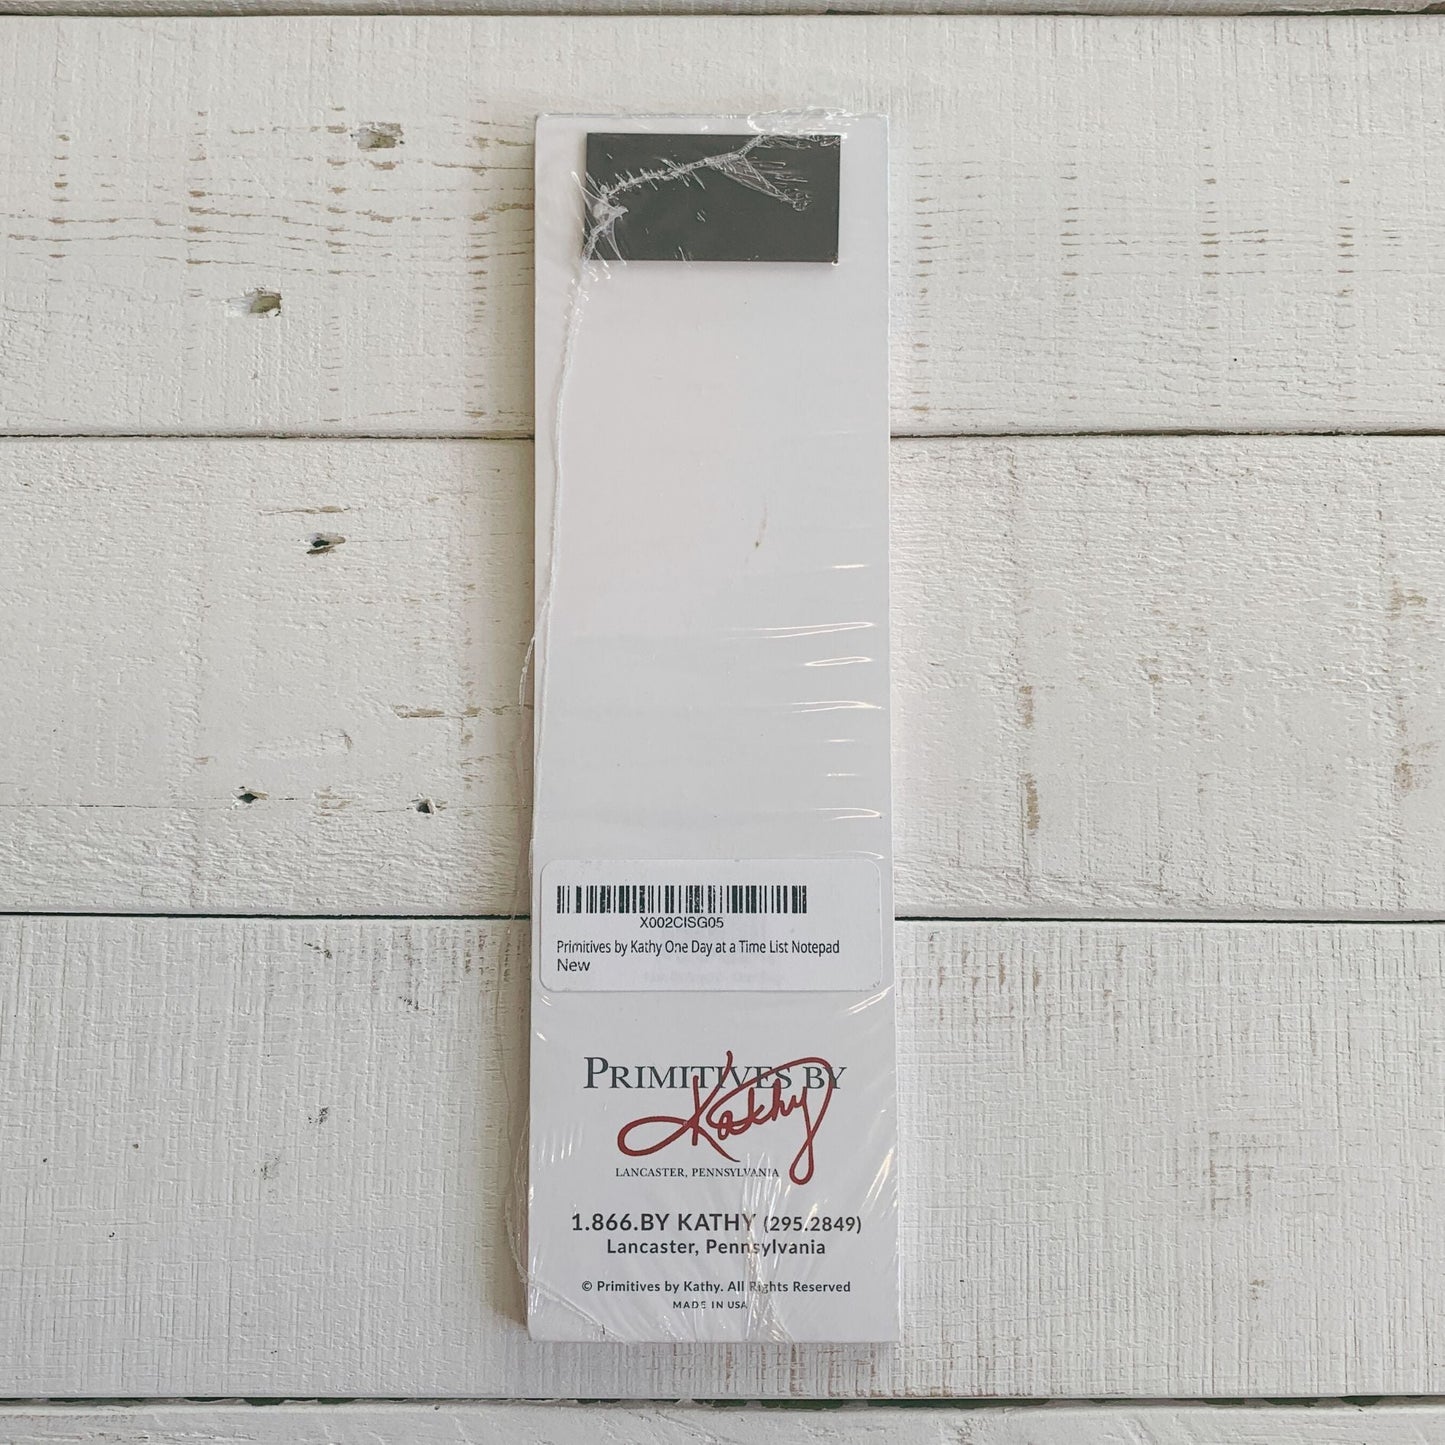 X002CISG05
Primitives by Kathy One Day at a Time List Notepad
New
PRIMITIVES BY
Kathy
LANCASTER, PENNSYLVANIA
1.866.BY KATHY (295.2849)
Lancaster, Pennsylvania
© Primitives by Kathy. All Rights Reserved
MADE IN USA